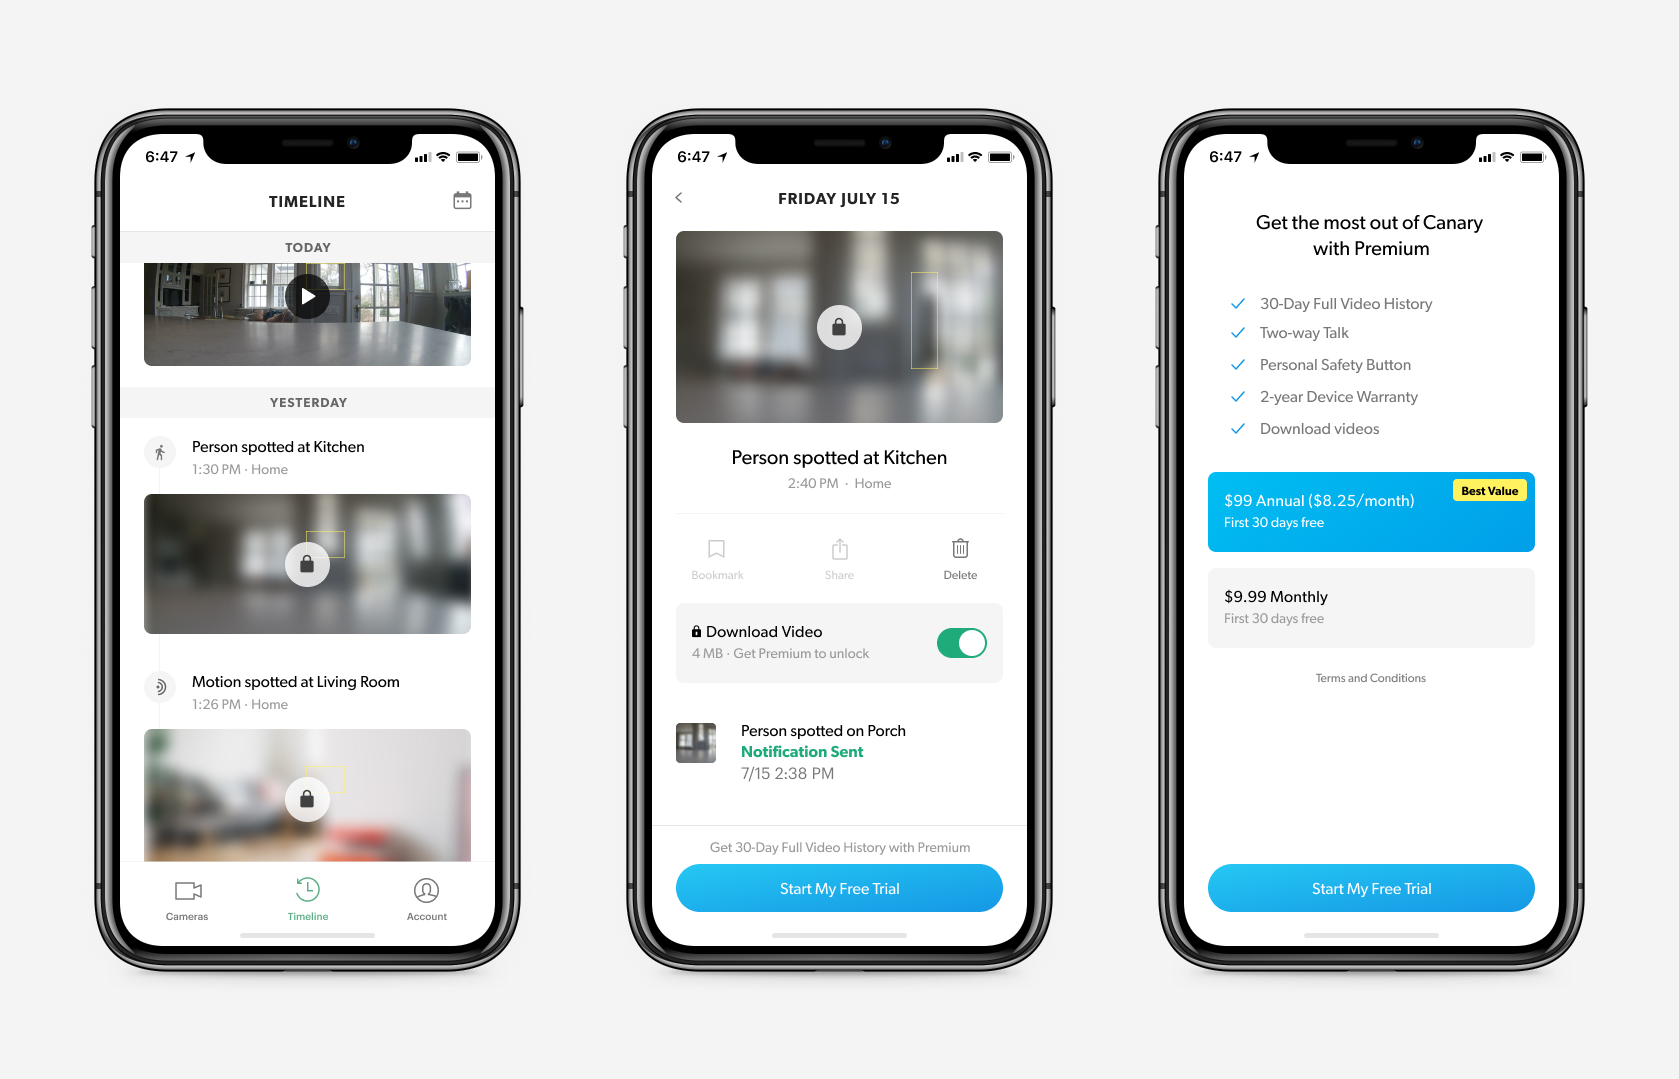 6:47
TIMELINE
TODAY
YESTERDAY
Person spotted at Kitchen
1:30 PM · Home
Motion spotted at Living Room
1:26 PM · Home
Cameras
Timeline
Account
6:47
FRIDAY JULY 15
Person spotted at Kitchen
2:40 PM · Home
Bookmark
Share
Delete
Download Video
4 MB · Get Premium to unlock
Person spotted on Porch
Notification Sent
7/15 2:38 PM
Get 30-Day Full Video History with Premium
Start My Free Trial
6:47
Get the most out of Canary
with Premium
30-Day Full Video History
Two-way Talk
Personal Safety Button
2-year Device Warranty
Download videos
$99 Annual ($8.25/month)
Best Value
First 30 days free
$9.99 Monthly
First 30 days free
Terms and Conditions
Start My Free Trial